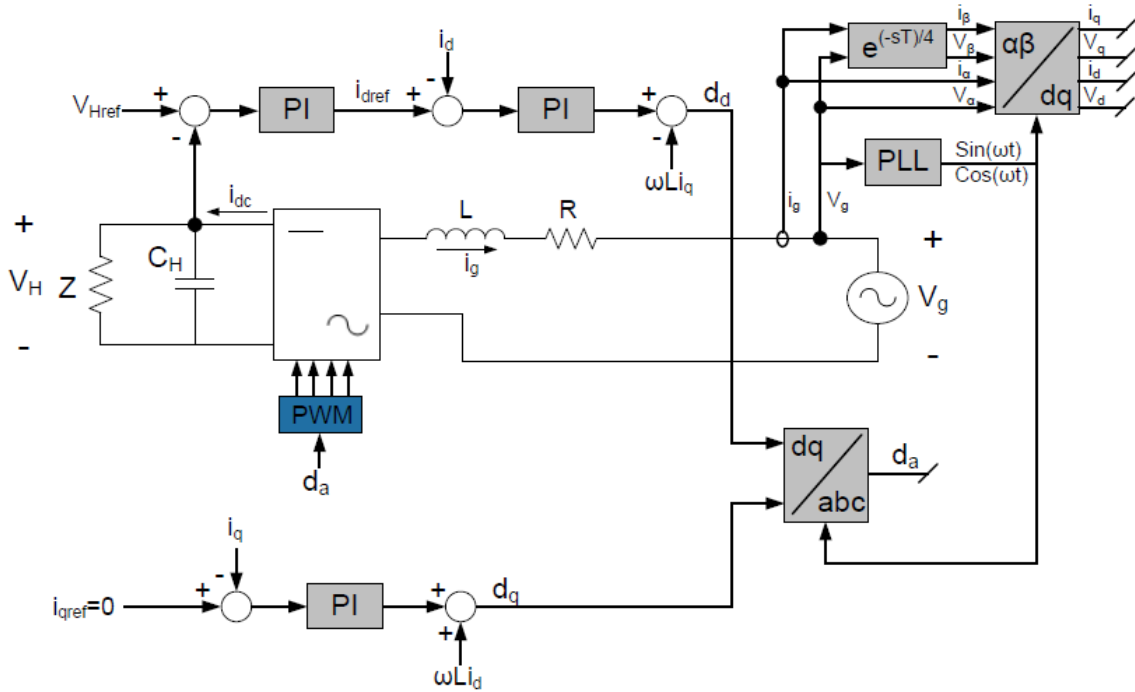 i_β
V_β
i_α
V_α
e^(-sT)/4
αβ
dq
i_q
V_q
i_d
V_d
i_d
-
V_Href
+
-
PI
i_dref
+
PI
+
-
d_d
ωLi_q
PLL
Sin(ωt)
Cos(ωt)
i_g
V_g
i_dc
L
R
i_g
+
V_H
-
Z
C_H
+
V_g
-
PWM
d_a
dq
abc
d_a
i_q
-
i_qref=0
+
PI
+
+
d_q
ωLi_d